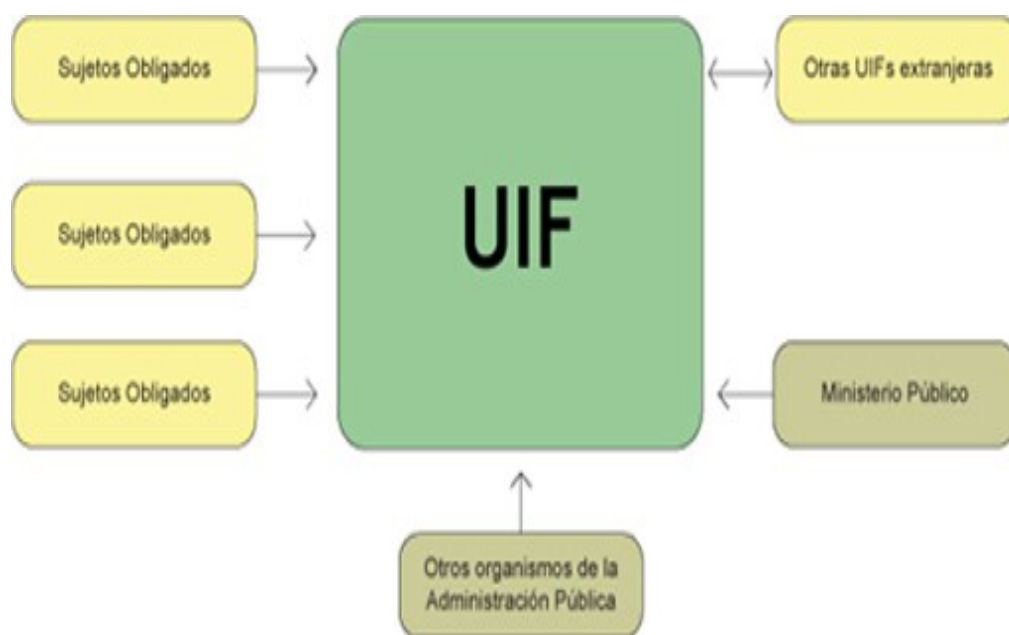 Sujetos Obligados
Otras UIFs extranjeras
UIF
Sujetos Obligados
Sujetos Obligados
Ministerio Público
Otros organismos de la
Administración Pública